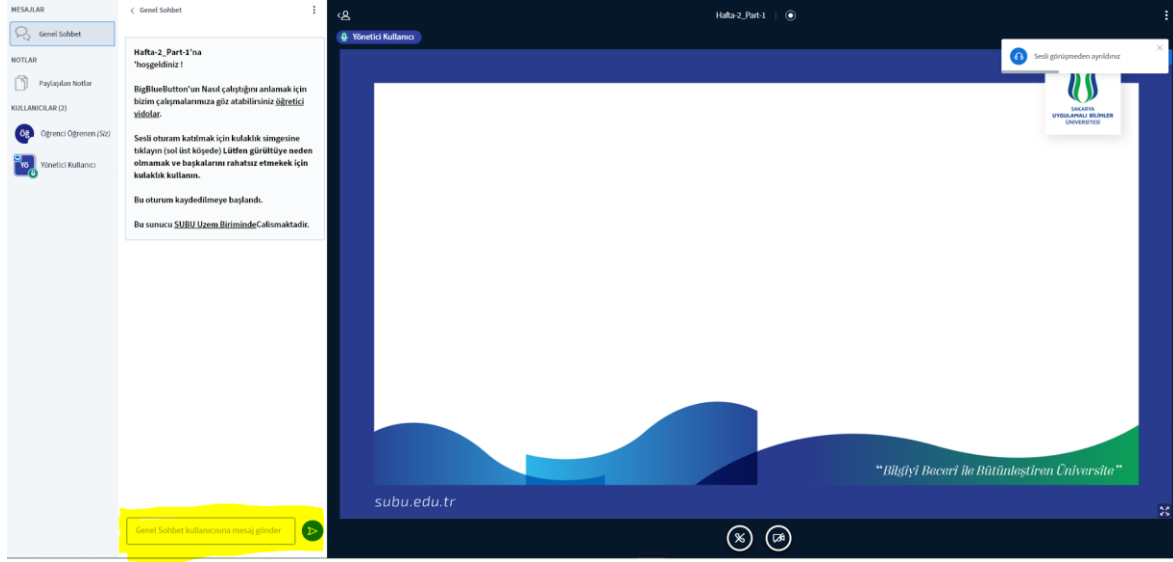 MESAJLAR
Genel Sohbet
NOTLAR
Paylaşılan Notlar
KULLANICILAR (2)
ÖĞ
Öğrenci Öğrenen (Siz)
YÖ
Yönetici Kullanıcı
Genel Sohbet
Hafta-2_Part-1'na
'hoşgeldiniz !
BigBlueButton'un Nasıl çalıştığını anlamak için
bizim çalışmalarımıza göz atabilirsiniz öğretici
vidolar.
Sesli oturam katılmak için kulaklık simgesine
tıklayın (sol üst köşede) Lütfen gürültüye neden
olmamak ve başkalarını rahatsız etmekek için
kulaklık kullanın.
Bu oturum kaydedilmeye başlandı.
Bu sunucu SUBU Uzem BirimindeCalismaktadir.
Genel Sohbet kullanıcısına mesaj gönder
Hafta-2_Part-1
Yönetici Kullanıcı
Sesli görüşmeden ayrıldınız
SAKARYA
UYGULAMALI BİLİMLER
ÜNİVERSİTESİ
“Bilgiyi Beceri ile Bütünleştiren Üniversite”
subu.edu.tr